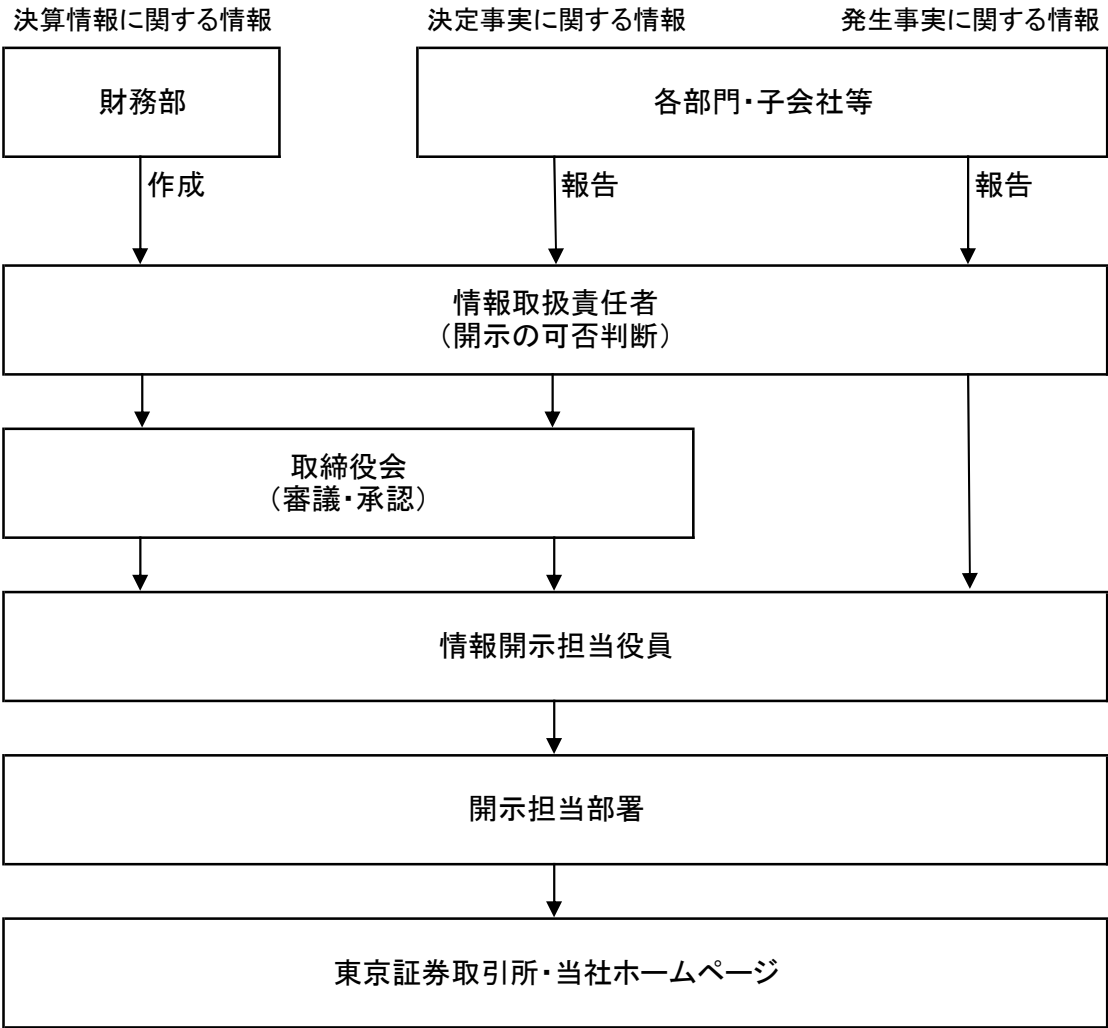 決算情報に関する情報
決定事実に関する情報
発生事実に関する情報
財務部
各部門・子会社等
作成
報告
報告
情報取扱責任者
（開示の可否判断）
取締役会
（審議・承認）
情報開示担当役員
開示担当部署
東京証券取引所・当社ホームページ